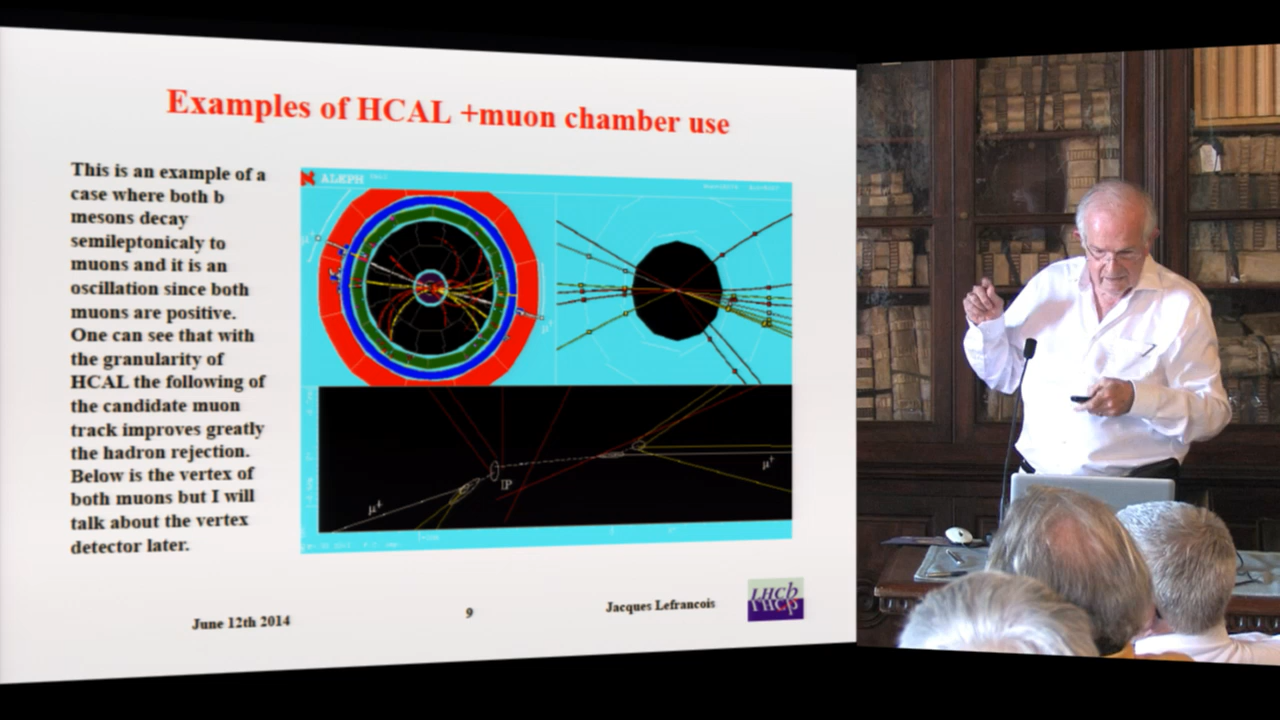 Examples of HCAL +muon chamber use
This is an example of a
case where both b
mesons decay
semileptonicaly to
muons and it is an
oscillation since both
muons are positive.
One can see that with
the granularity of
HCAL the following of
the candidate muon
track improves greatly
the hadron rejection.
Below is the vertex of
both muons but I will
talk about the vertex
detector later.
ALEPH
μ+
μ+
μ+
IP
μ+
June 12th 2014
9
Jacques Lefrancois
LHCb
LHCp